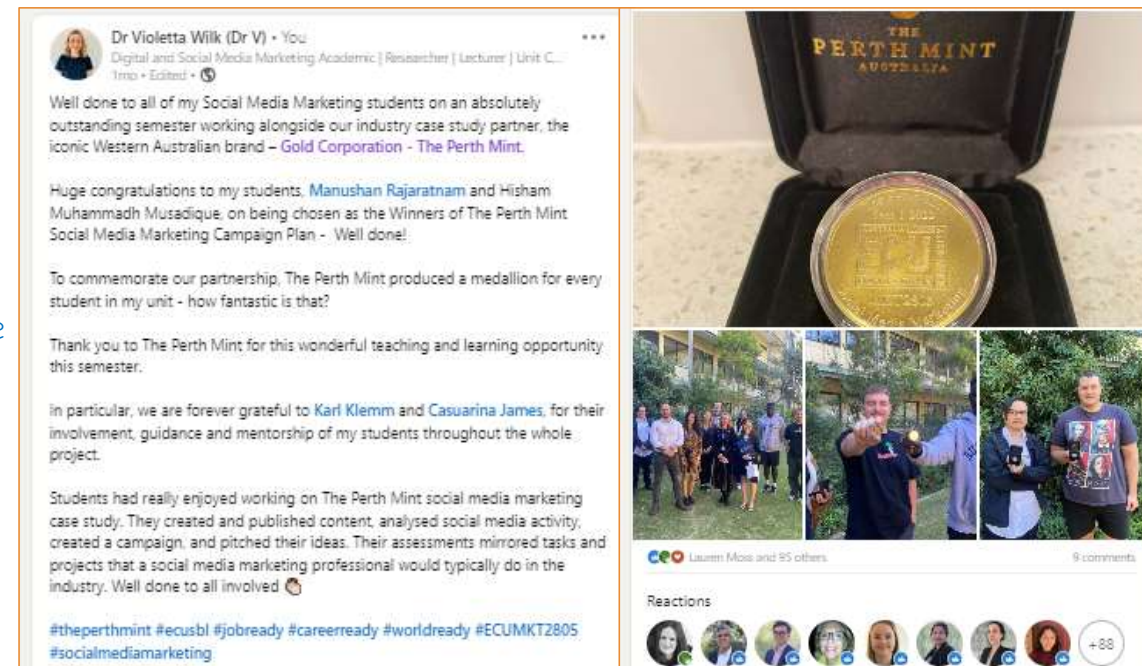 Dr Violetta Wilk (Dr V) • You
Digital and Social Media Marketing Academic | Researcher | Lecturer | Unit C...
1mo • Edited •
Well done to all of my Social Media Marketing students on an absolutely
outstanding semester working alongside our industry case study partner, the
iconic Western Australian brand – Gold Corporation - The Perth Mint.
Huge congratulations to my students, Manushan Rajaratnam and Hisham
Muhammadh Musadique, on being chosen as the Winners of The Perth Mint
Social Media Marketing Campaign Plan - Well done!
To commemorate our partnership, The Perth Mint produced a medallion for every
student in my unit - how fantastic is that?
Thank you to The Perth Mint for this wonderful teaching and learning opportunity
this semester.
In particular, we are forever grateful to Karl Klemm and Casuarina James, for their
involvement, guidance and mentorship of my students throughout the whole
project.
Students had really enjoyed working on The Perth Mint social media marketing
case study. They created and published content, analysed social media activity,
created a campaign, and pitched their ideas. Their assessments mirrored tasks and
projects that a social media marketing professional would typically do in the
industry. Well done to all involved
#theperthmint #ecusbl #jobready #careerready #worldready #ECUMKT2805
#socialmediamarketing
THE
PERTH MINT
AUSTRALIA
ECU
Lauren Moss and 95 others
9 comments
Reactions
+88